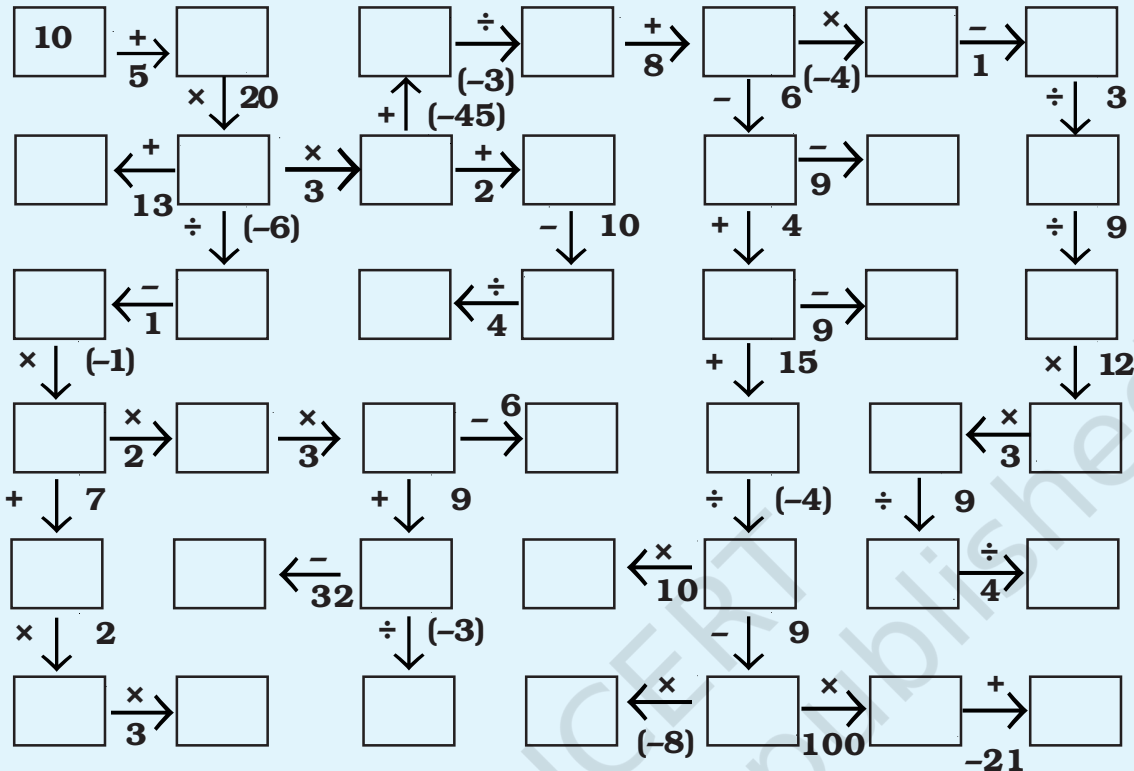 10 + 5 ÷ (–3) + 8 × (–4) – 1
× 20 + (–45) – 6 ÷ 3
+ 13 × 3 + 2 – 9
÷ (–6) – 10 + 4 ÷ 9
– 1 ÷ 4 – 9
× (–1) + 15 × 12
× 2 × 3 – 6 × 3
+ 7 + 9 ÷ (–4) ÷ 9
– 32 × 10 ÷ 4
× 2 ÷ (–3) – 9
× 3 × (–8) × 100 + –21
NCERT